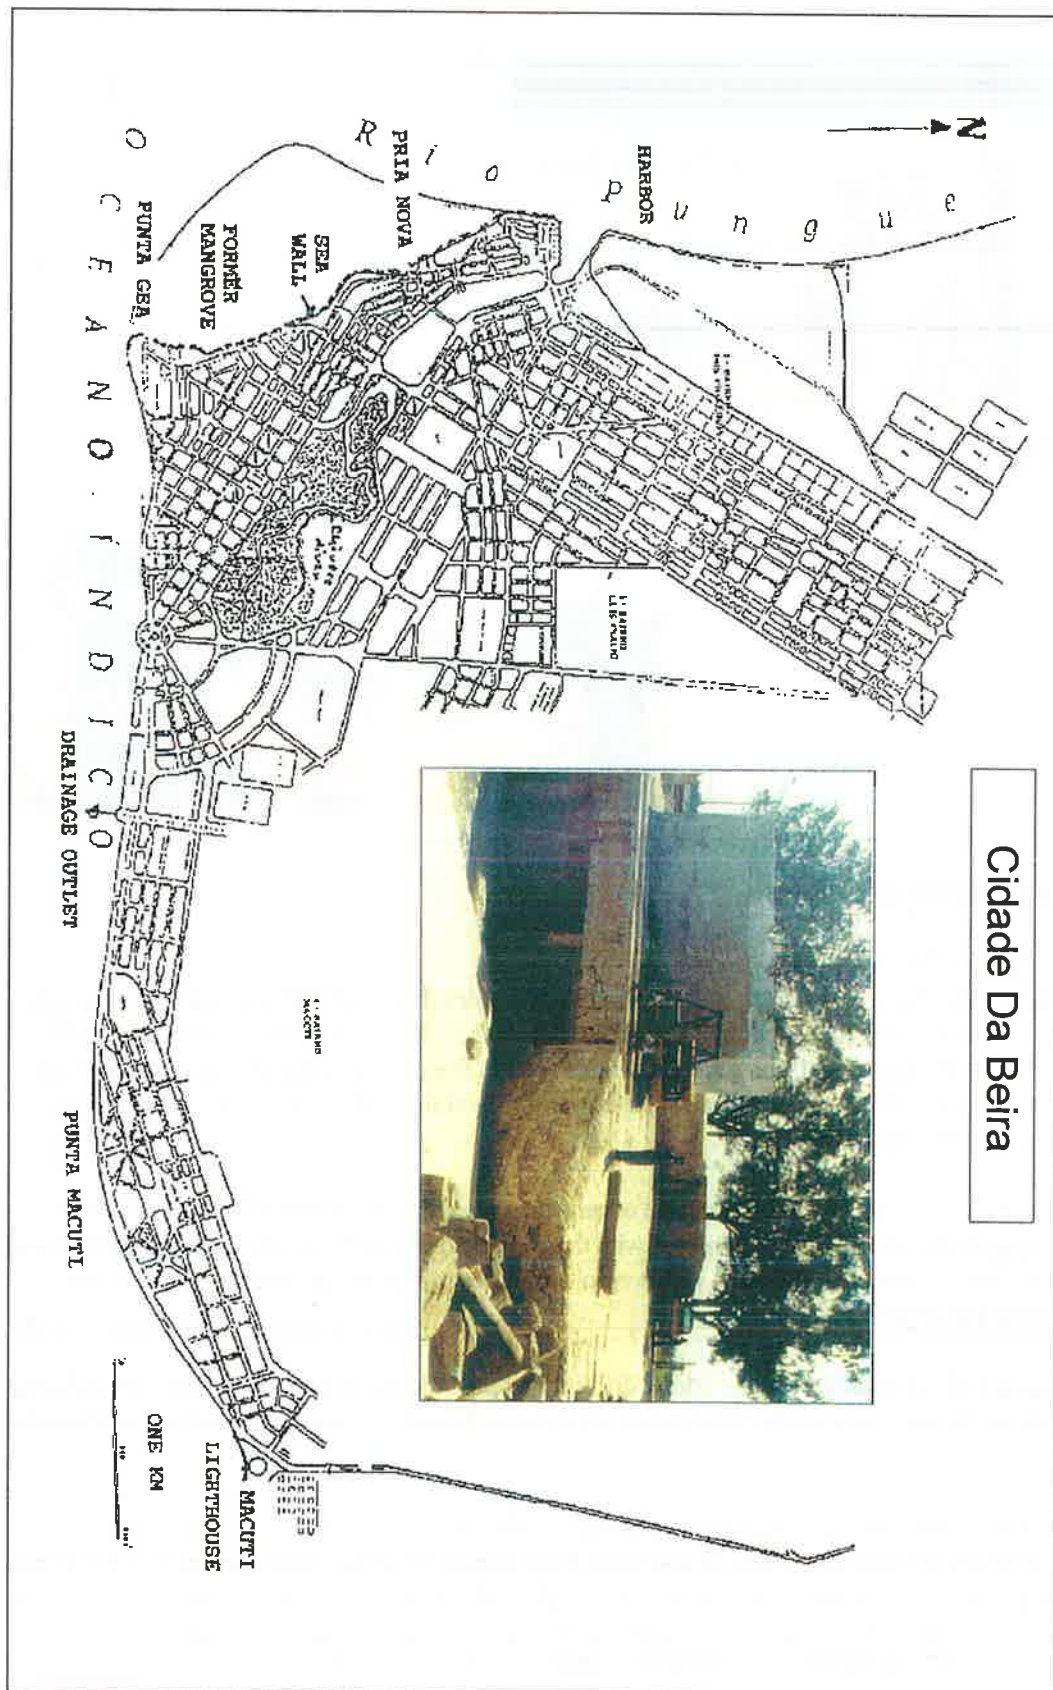 Cidade Da Beira
N
Rio Pungue
HARBOR
PRIA NOVA
SEA
WALL
FORMER
MANGROVE
PUNTA GEA
OCEANO ÍNDICO
DRAINAGE OUTLET
PUNTA MACUTI
MACUTI
LIGHTHOUSE
ONE KM